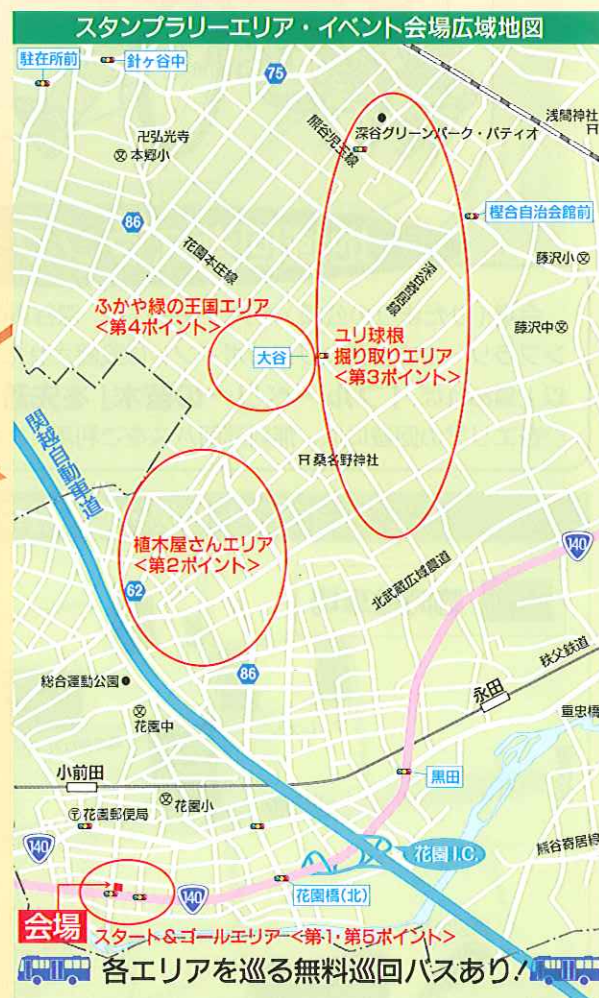 スタンプラリーエリア・イベント会場広域地図
駐在所前
針ヶ谷中
75
浅間神社
卍弘光寺
本郷小
熊谷児玉線
深谷グリーンパーク・パティオ
86
樫合自治会館前
花園本庄線
深谷寄居線
藤沢小
ふかや緑の王国エリア
<第4ポイント>
大谷
ユリ球根
掘り取りエリア
<第3ポイント>
藤沢中
関越自動車道
桑名野神社
植木屋さんエリア
<第2ポイント>
62
140
北武蔵広域農道
秩父鉄道
86
総合運動公園
花園中
永田
重忠橋
小前田
黒田
〒花園郵便局
花園小
140
花園I.C.
熊谷寄居線
140
花園橋(北)
会場
スタート&ゴールエリア<第1・第5ポイント>
各エリアを巡る無料巡回バスあり!